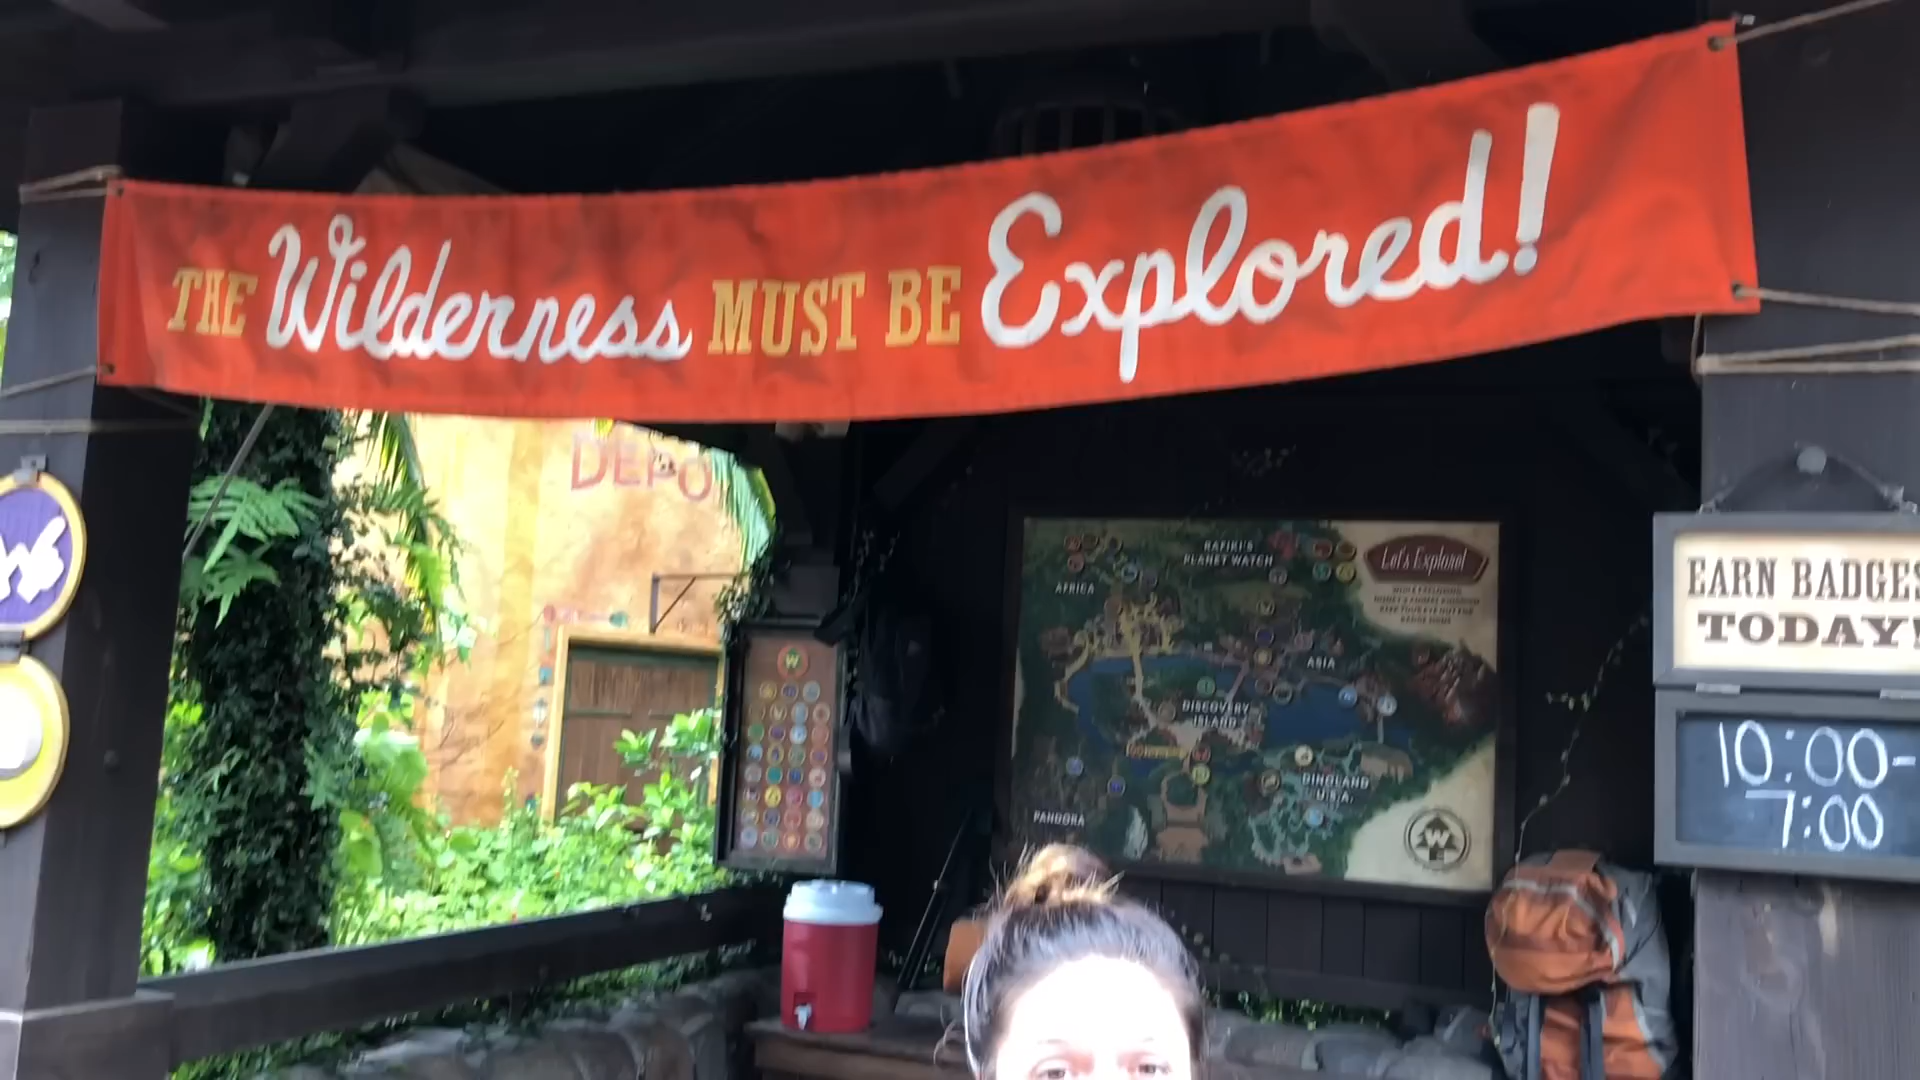 THE Wilderness MUST BE Explored!
DEPO
Let's Explore!
RAFIKI'S
PLANET WATCH
AFRICA
ASIA
DISCOVERY
ISLAND
DINOLAND
U.S.A.
PANDORA
W
W
EARN BADGES
TODAY!
10:00-
7:00